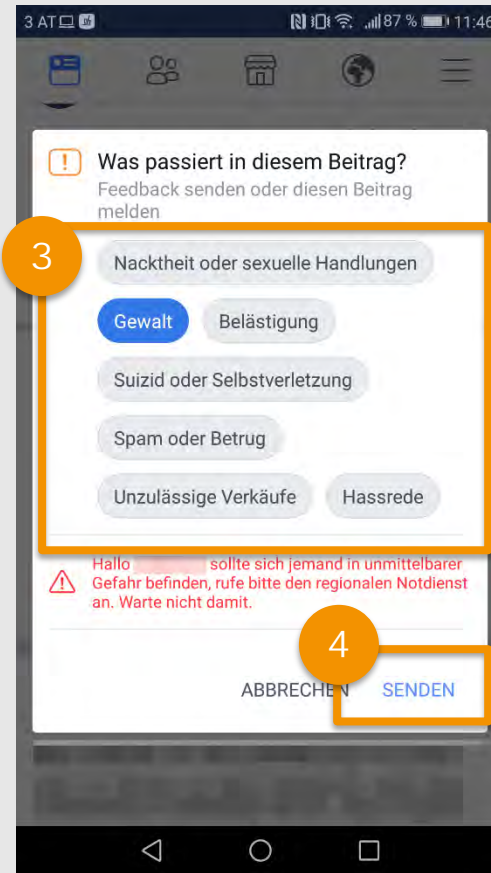 3 AT 87 % 11:46
Was passiert in diesem Beitrag?
Feedback senden oder diesen Beitrag
melden
3
Nacktheit oder sexuelle Handlungen
Gewalt Belästigung
Suizid oder Selbstverletzung
Spam oder Betrug
Unzulässige Verkäufe Hassrede
Hallo sollte sich jemand in unmittelbarer
Gefahr befinden, rufe bitte den regionalen Notdienst
an. Warte nicht damit.
4
ABBRECHEN SENDEN